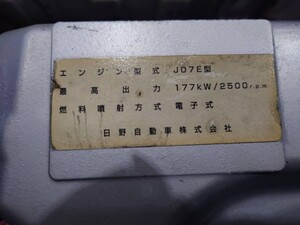 エンジン型式 J07E型
最高出力 177kW/2500r.p.m
燃料噴射方式 電子式
日野自動車株式会社